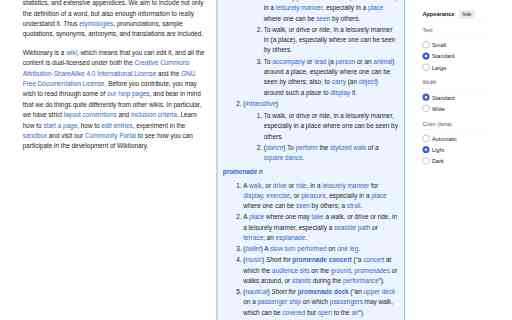 statistics, extensive appendices. We aim to include not only
the definition of a word, but also enough information to really
understand it. Thus etymologies, pronunciations, sample
quotations, synonyms, antonyms, and translations are included.
Wiktionary is a wiki, which means that you can edit it, and all the
content is dual-licensed under both the Creative Commons
Attribution-ShareAlike 4.0 International License and the GNU
Free Documentation License. Before you contribute, you may
wish to read through some of our help pages, and bear in mind
that we do things quite differently from other wikis. In particular,
we have strict layout conventions and inclusion criteria. Learn
how to start a page, how to edit entries, experiment in the
sandbox and visit our Community Portal to see how you can
participate in the development of Wiktionary.
in a leisurely manner, especially in a place
where one can be seen by others.
2. To walk, or drive or ride, in a leisurely manner
in (a place), especially where one can be seen
by others.
3. To accompany or lead (a person or an animal)
around a place, especially where one can be
seen by others; also, to carry (an object)
around such a place to display it.
2. (intransitive)
1. To walk, or drive or ride, in a leisurely manner,
especially in a place where one can be seen by
others.
2. (dance) To perform the stylized walk of a
square dance.
promenade n
1. A walk, or drive or ride, in a leisurely manner for
display, exercise, or pleasure, especially in a place
where one can be seen by others; a stroll.
2. A place where one may take a walk, or drive or ride, in
a leisurely manner, especially a seaside path or
terrace; an esplanade.
3. (ballet) A slow turn performed on one leg.
4. (music) Short for promenade concert ("a concert at
which the audience sits on the ground, promenades or
walks around, or stands during the performance").
5. (nautical) Short for promenade deck ("an upper deck
on a passenger ship on which passengers may walk,
which can be covered but open to the air").
Appearance hide
Text
Small
Standard
Large
Width
Standard
Wide
Color (beta)
Automatic
Light
Dark